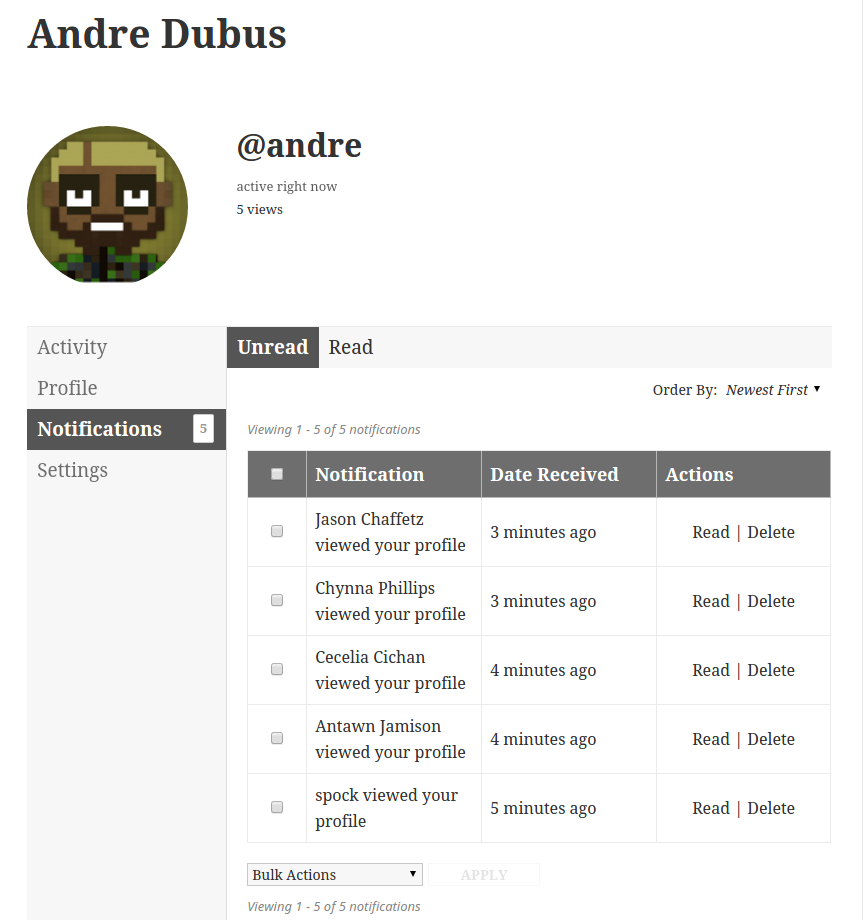 Andre Dubus
@andre
active right now
5 views
Activity
Profile
Notifications 5
Settings
Unread Read
Order By: Newest First
Viewing 1 - 5 of 5 notifications
Notification Date Received Actions
Jason Chaffetz
viewed your profile
3 minutes ago
Read | Delete
Chynna Phillips
viewed your profile
3 minutes ago
Read | Delete
Cecelia Cichan
viewed your profile
4 minutes ago
Read | Delete
Antawn Jamison
viewed your profile
4 minutes ago
Read | Delete
spock viewed your
profile
5 minutes ago
Read | Delete
Bulk Actions APPLY
Viewing 1 - 5 of 5 notifications